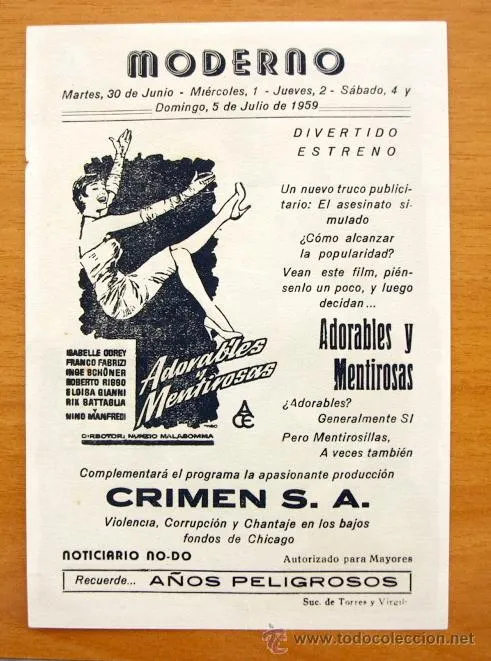 MODERNO
Martes, 30 de Junio - Miércoles, 1 - Jueves, 2 - Sábado, 4 y
Domingo, 5 de Julio de 1959
DIVERTIDO
ESTRENO
Un nuevo truco publici-
tario: El asesinato si-
mulado
¿Cómo alcanzar
la popularidad?
Vean este film, pién-
senlo un poco, y luego
decidan...
Adorables y
Mentirosas
¿Adorables?
Generalmente SI
Pero Mentirosillas,
A veces también
ISABELLE COREY
FRANCO FABRIZI
INGE SCHÖNER
ROBERTO RISSO
ELOISA GIANNI
RIK BATTAGLIA
Y
NINO MANFREDI
Adorables
y
Mentirosas
ACE
DIRECTOR: NUNZIO MALASOMMA
Complementará el programa la apasionante producción
CRIMEN S. A.
Violencia, Corrupción y Chantaje en los bajos
fondos de Chicago
NOTICIARIO NO-DO
Autorizado para Mayores
Recuerde... AÑOS PELIGROSOS
Suc. de Torres y Virgili
www.todocoleccion.net